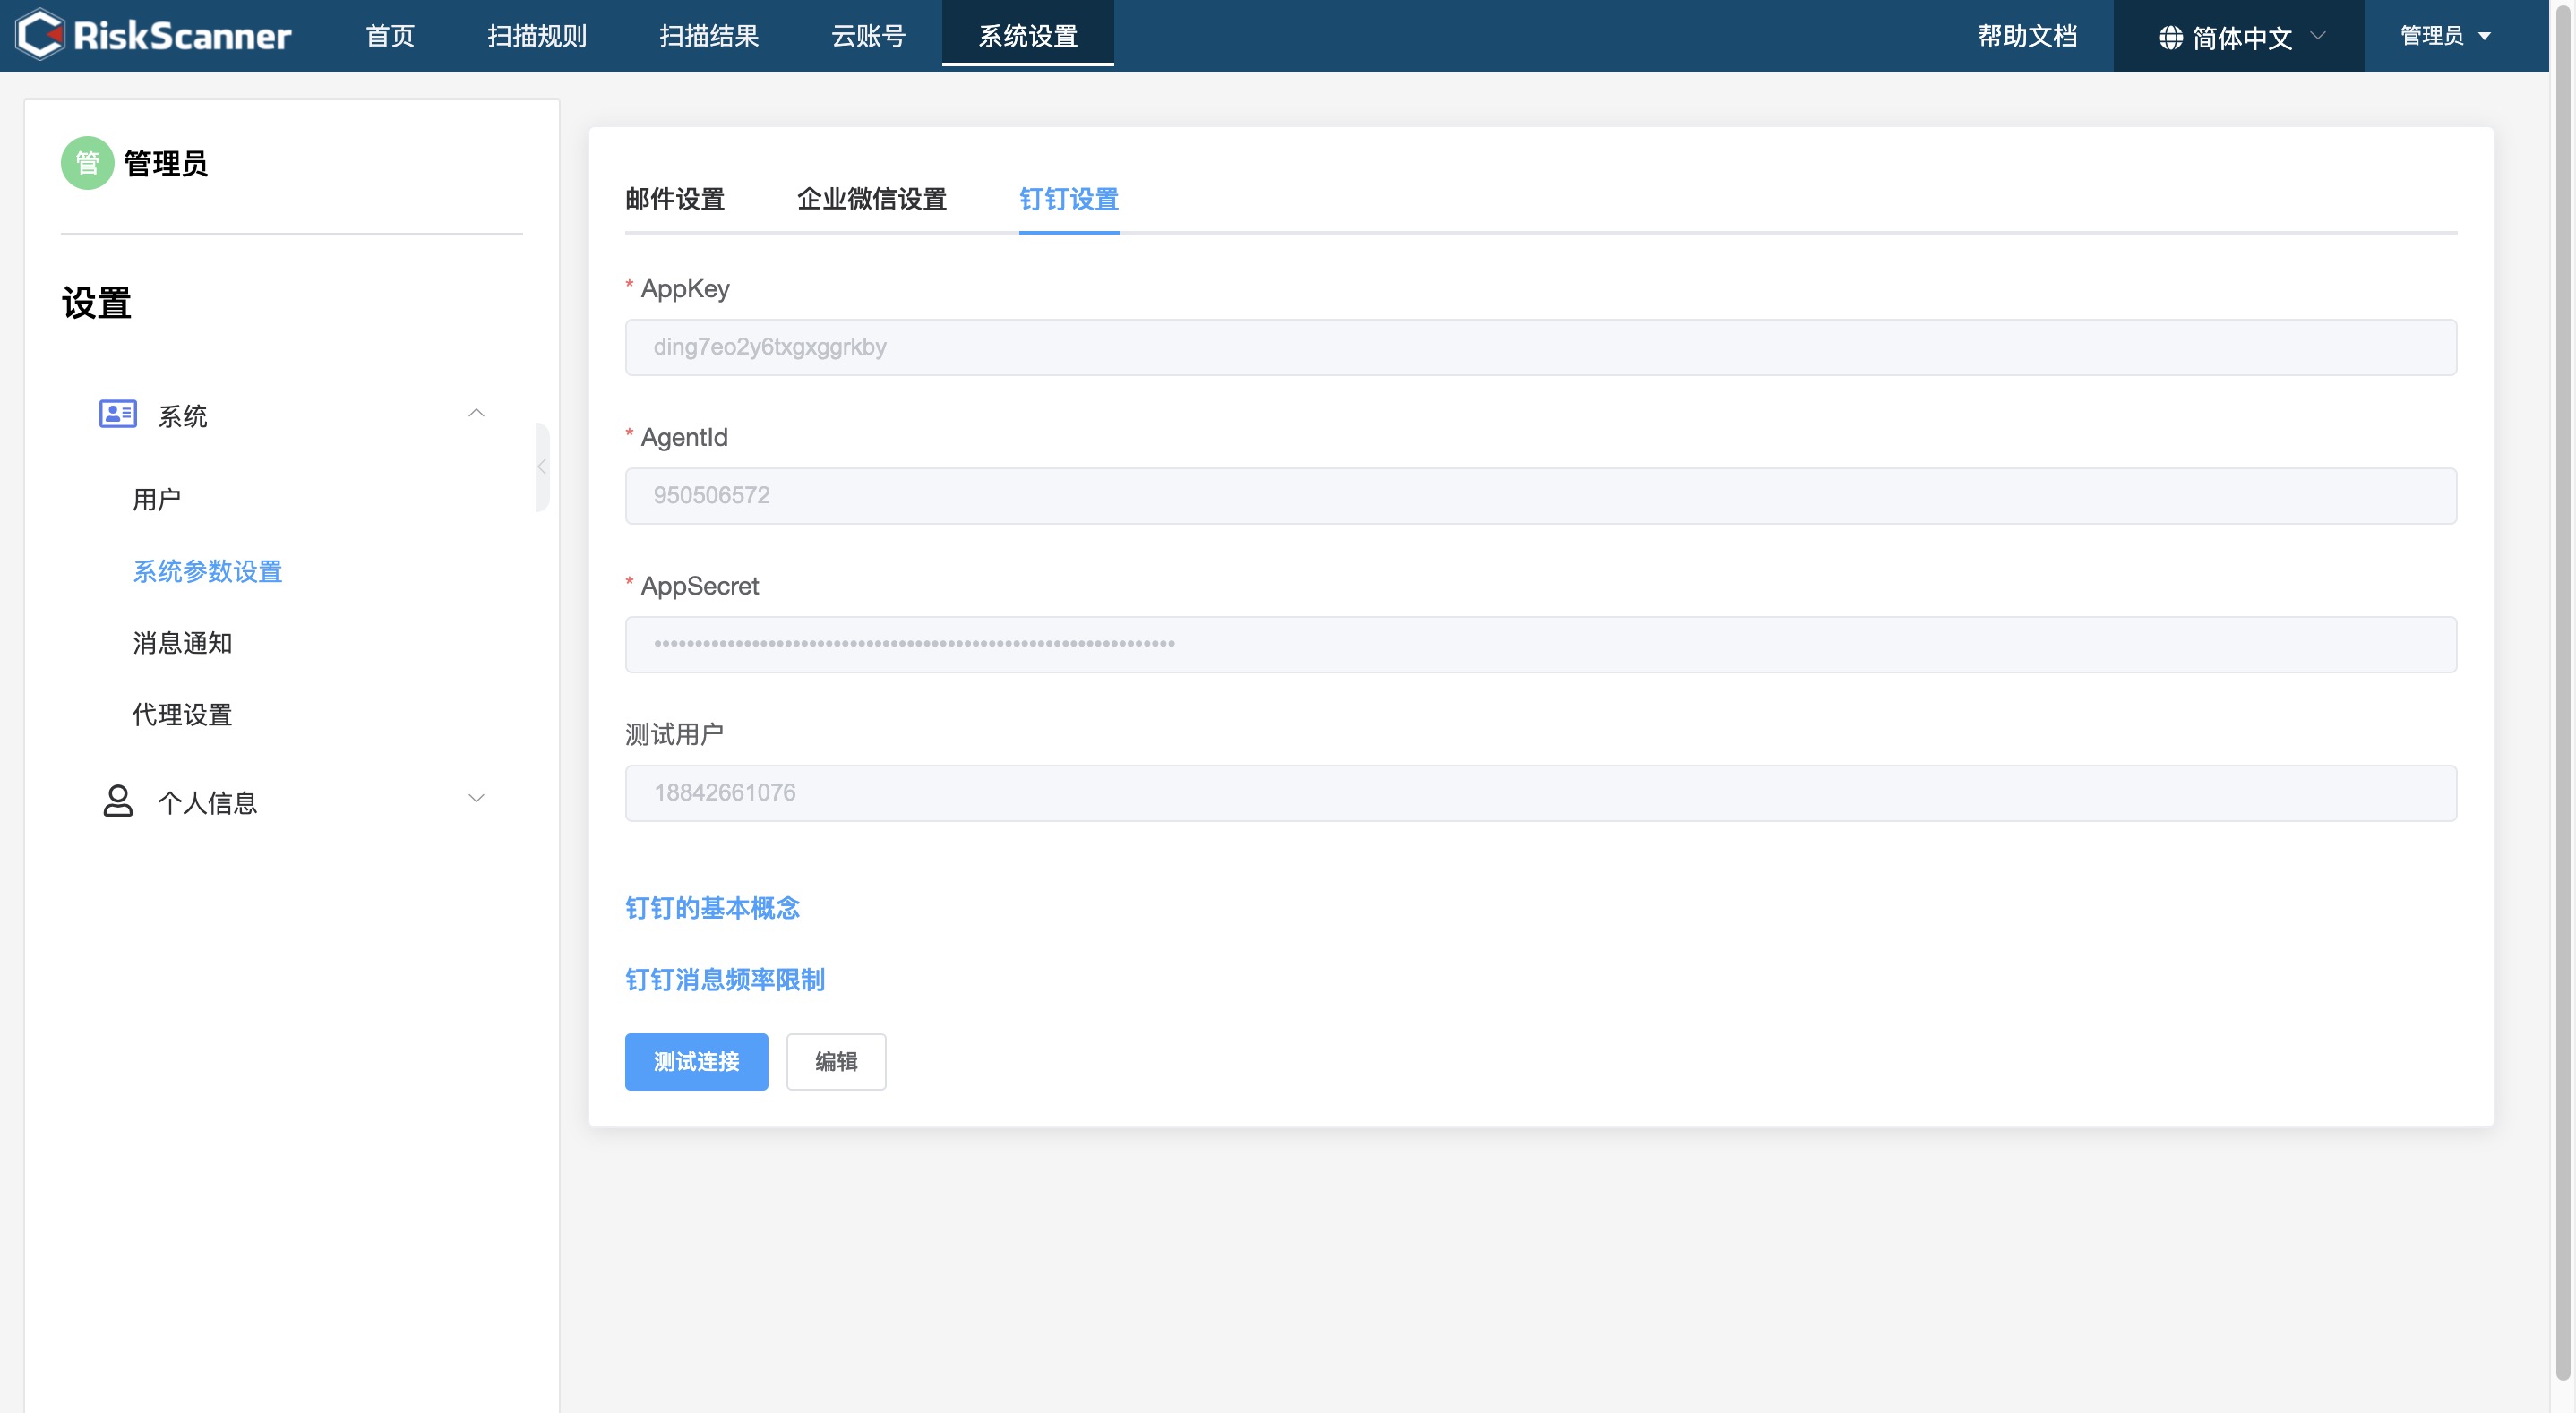 RiskScanner 首页 扫描规则 扫描结果 云账号 系统设置 帮助文档 简体中文 管理员
管 管理员
设置
系统
用户
系统参数设置
消息通知
代理设置
个人信息
邮件设置 企业微信设置 钉钉设置
* AppKey
ding7eo2y6txgxggrkby
* AgentId
950506572
* AppSecret
••••••••••••••••••••••••••••••••••••••••••••••••••••••••••••••••
测试用户
18842661076
钉钉的基本概念
钉钉消息频率限制
测试连接 编辑